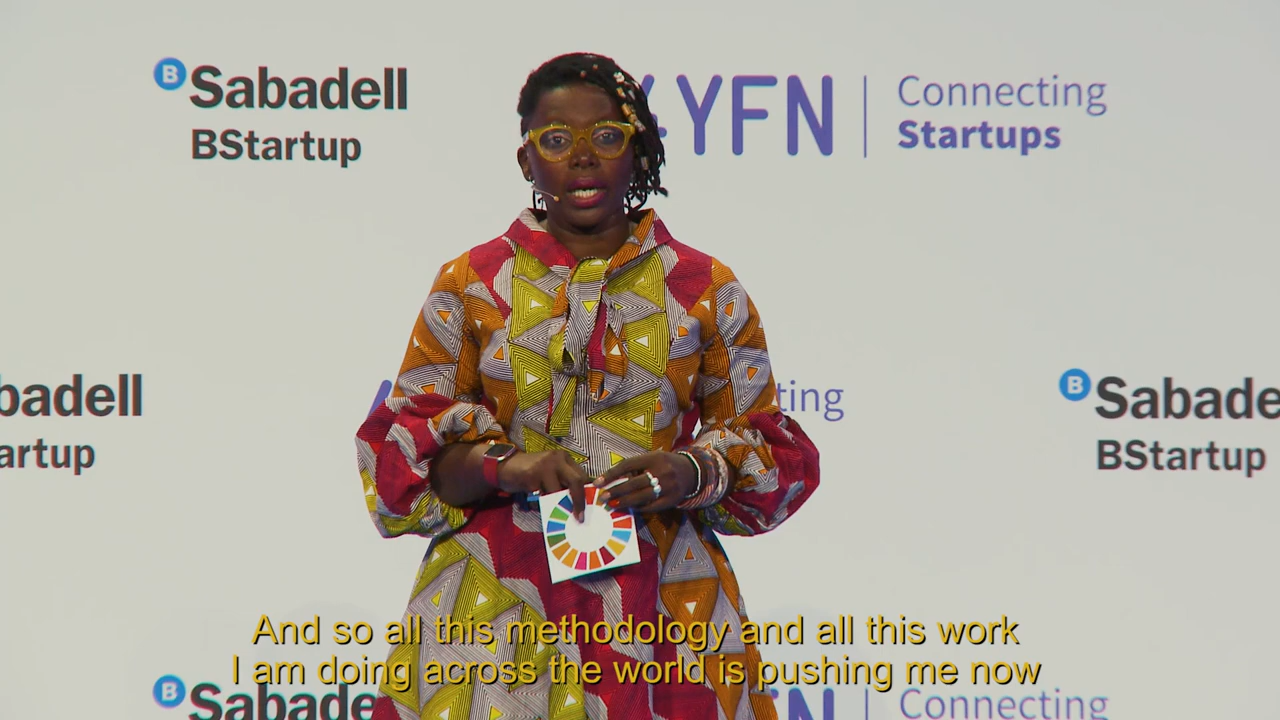 B Sabadell
BStartup
YFN
Connecting
Startups
badell
artup
ting
B Sabade
BStartup
And so all this methodology and all this work
I am doing across the world is pushing me now
B Sabade
Connecting